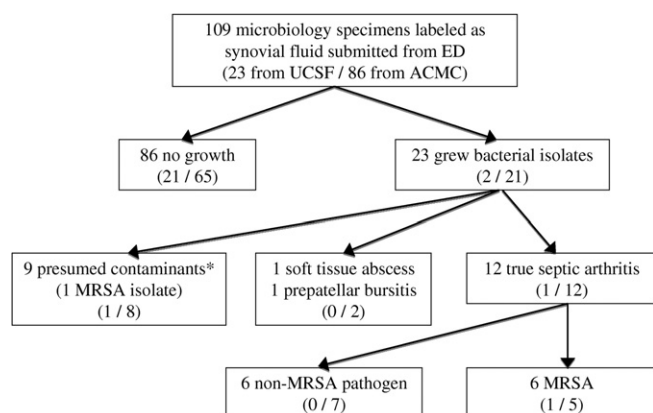 109 microbiology specimens labeled as
synovial fluid submitted from ED
(23 from UCSF / 86 from ACMC)
86 no growth
(21 / 65)
23 grew bacterial isolates
(2 / 21)
9 presumed contaminants*
(1 MRSA isolate)
(1 / 8)
1 soft tissue abscess
1 prepatellar bursitis
(0 / 2)
12 true septic arthritis
(1 / 12)
6 non-MRSA pathogen
(0 / 7)
6 MRSA
(1 / 5)